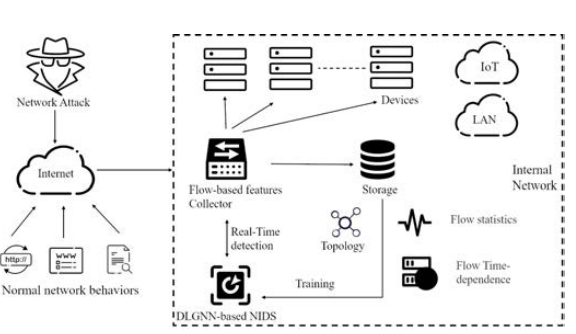 Network Attack
Internet
http://
WWW
Normal network behaviors
Devices
IoT
LAN
Internal
Network
Flow-based features
Collector
Storage
Real-Time
detection
Topology
Flow statistics
Flow Time-
dependence
Training
DLGNN-based NIDS